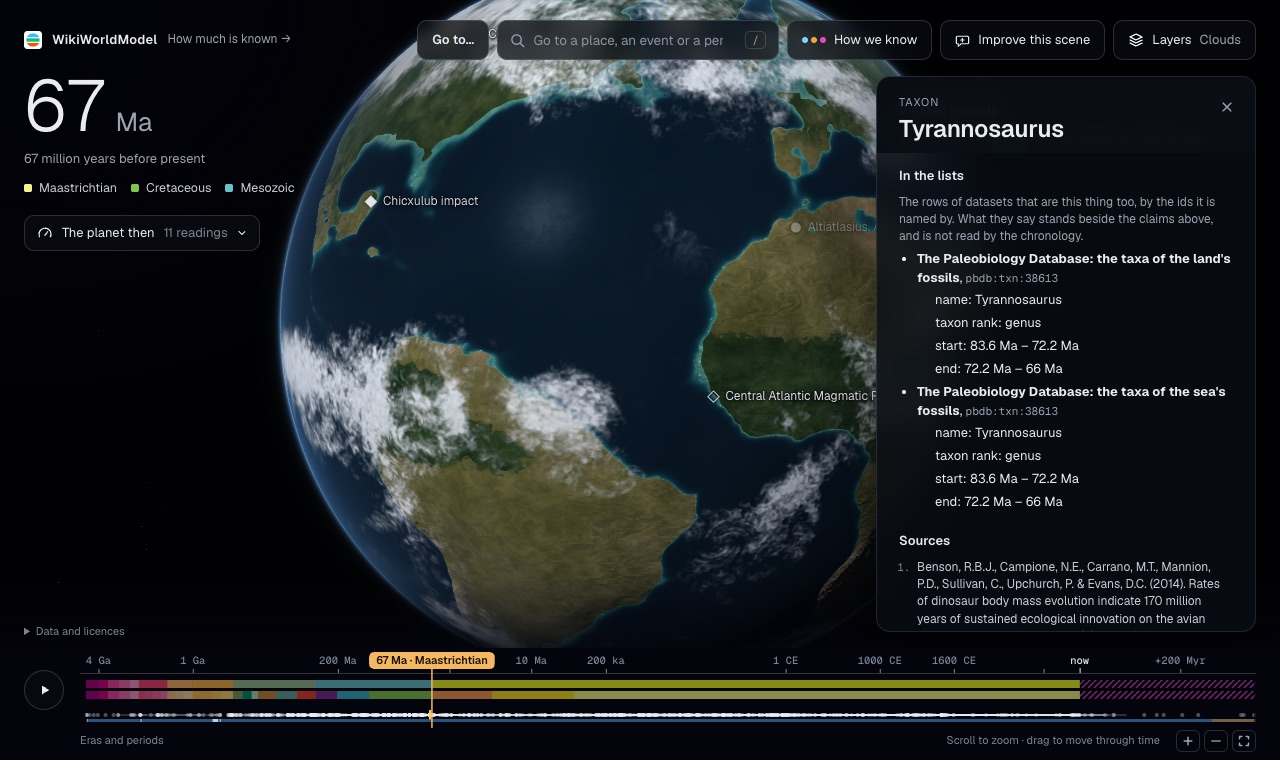 WikiWorldModel
How much is known →
Go to...
Go to a place, an event or a per
/
How we know
Improve this scene
Layers Clouds
67 Ma
67 million years before present
Maastrichtian Cretaceous Mesozoic
The planet then 11 readings
Chicxulub impact
Altiatlasius,
Central Atlantic Magmatic
TAXON
Tyrannosaurus
In the lists
The rows of datasets that are this thing too, by the ids it is
named by. What they say stands beside the claims above,
and is not read by the chronology.
• The Paleobiology Database: the taxa of the land's
fossils, pbdb:txn:38613
name: Tyrannosaurus
taxon rank: genus
start: 83.6 Ma – 72.2 Ma
end: 72.2 Ma – 66 Ma
• The Paleobiology Database: the taxa of the sea's
fossils, pbdb:txn:38613
name: Tyrannosaurus
taxon rank: genus
start: 83.6 Ma – 72.2 Ma
end: 72.2 Ma – 66 Ma
Sources
1. Benson, R.B.J., Campione, N.E., Carrano, M.T., Mannion,
P.D., Sullivan, C., Upchurch, P. & Evans, D.C. (2014). Rates
of dinosaur body mass evolution indicate 170 million
years of sustained ecological innovation on the avian
Data and licences
4 Ga 1 Ga 200 Ma 67 Ma · Maastrichtian 10 Ma 200 ka 1 CE 1000 CE 1600 CE now +200 Myr
Eras and periods
Scroll to zoom · drag to move through time